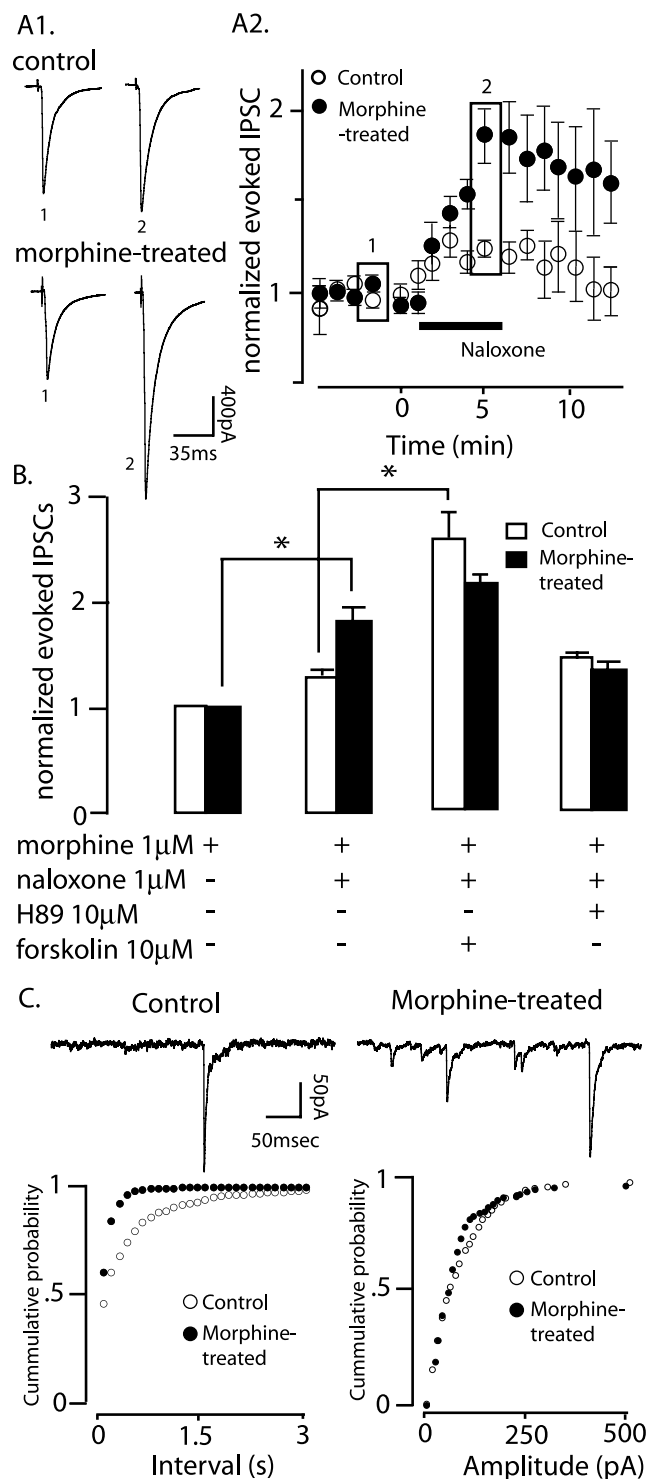 A1.
control
1
2
morphine-treated
1
2
400pA
35ms
A2.
Control
Morphine
-treated
normalized evoked IPSC
2
1
1
2
Naloxone
0
5
10
Time (min)
B.
normalized evoked IPSCs
3
2
1
0
*
*
Control
Morphine-
treated
morphine 1μM + + + +
naloxone 1μM - + + +
H89 10μM - - - +
forskolin 10μM - - + -
C.
Control
Morphine-treated
50pA
50msec
Cummulative probability
1
.5
0
Control
Morphine-
treated
0
1.5
3
Interval (s)
Cummulative probability
1
.5
0
Control
Morphine-
treated
0
250
500
Amplitude (pA)